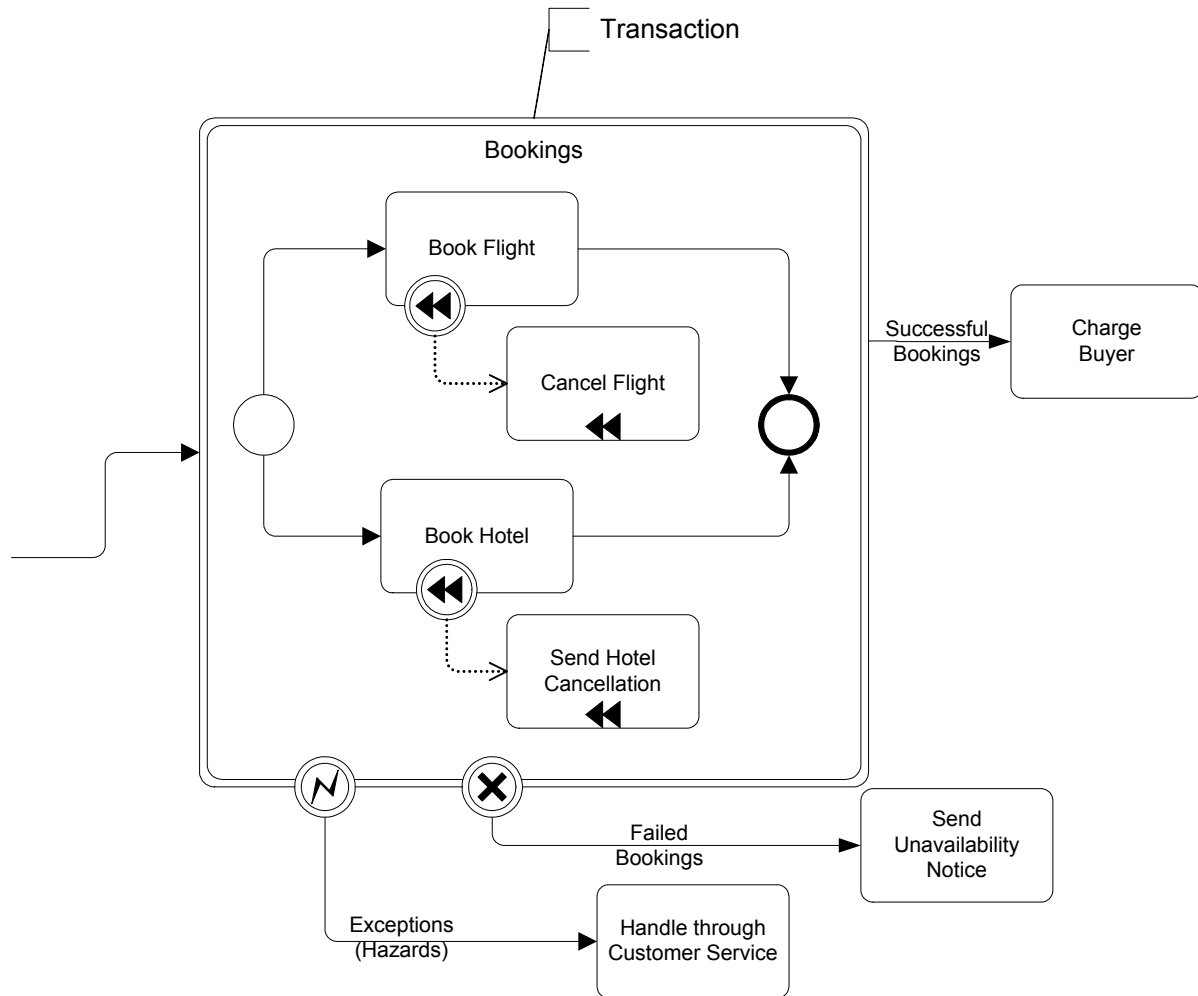 Transaction
Bookings
Book Flight
Cancel Flight
Successful
Bookings
Charge
Buyer
Book Hotel
Send Hotel
Cancellation
Failed
Bookings
Send
Unavailability
Notice
Exceptions
(Hazards)
Handle through
Customer Service